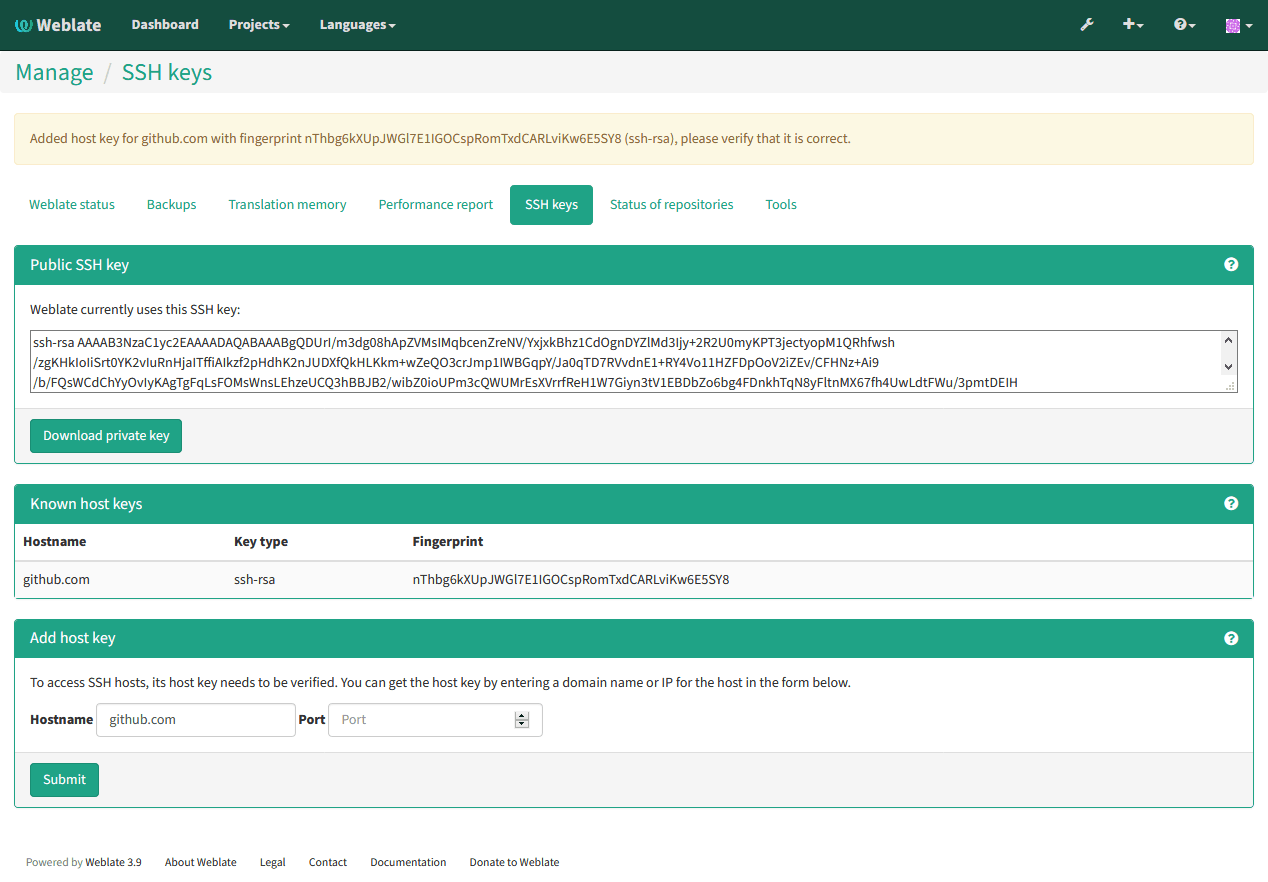 Weblate Dashboard Projects Languages
Manage / SSH keys
Added host key for github.com with fingerprint nThbg6kXUpJWGl7E1IGOCspRomTxdCARLviKw6E5SY8 (ssh-rsa), please verify that it is correct.
Weblate status Backups Translation memory Performance report SSH keys Status of repositories Tools
Public SSH key
Weblate currently uses this SSH key:
ssh-rsa AAAAB3NzaC1yc2EAAAADAQABAAABgQDUrI/m3dg08hApZVMsIMqbcenZreNV/YxjxkBhz1CdOgnDYZlMd3Ijy+2R2U0myKPT3jectyopM1QRhfwsh
/zgKHkIoIiSrt0YK2vIuRnHjaITffiAIkzf2pHdhK2nJUDXfQkHLKkm+wZeQO3crJmp1IWBGqpY/Ja0qTD7RVvdnE1+RY4Vo11HZFDpOoV2iZEv/CFHNz+Ai9
/b/FQsWCdChYyOvIyKAgTgFqLsFOMsWnsLEhzeUCQ3hBBJB2/wibZ0ioUPm3cQWUMrEsXVrrfReH1W7Giyn3tV1EBDbZo6bg4FDnkhTqN8yFltnMX67fh4UwLdtFWu/3pmtDEIH
Download private key
Known host keys
Hostname Key type Fingerprint
github.com ssh-rsa nThbg6kXUpJWGl7E1IGOCspRomTxdCARLviKw6E5SY8
Add host key
To access SSH hosts, its host key needs to be verified. You can get the host key by entering a domain name or IP for the host in the form below.
Hostname github.com Port Port
Submit
Powered by Weblate 3.9 About Weblate Legal Contact Documentation Donate to Weblate